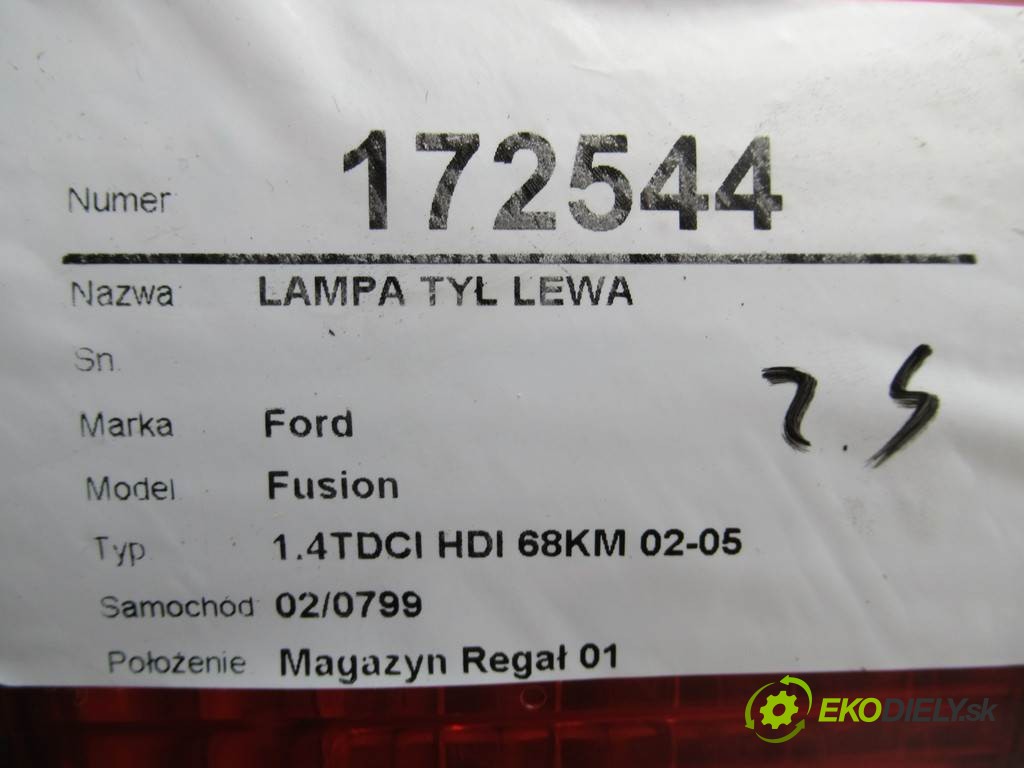 Numer 172544
Nazwa LAMPA TYŁ LEWA
Sn.
Marka Ford
Model Fusion
Typ 1.4TDCI HDI 68KM 02-05
Samochód 02/0799
Położenie Magazyn Regał 01
EKODIELY.sk